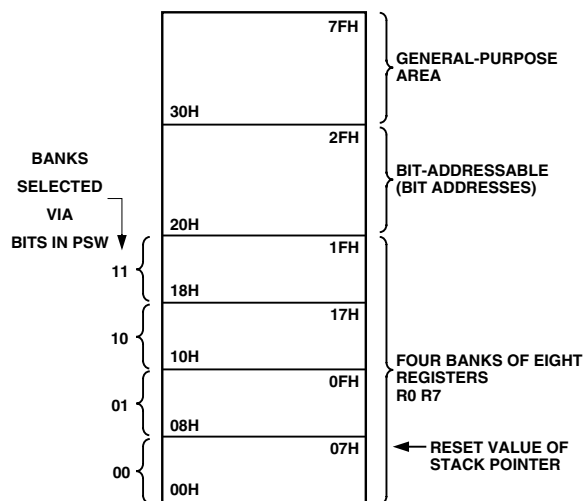 7FH
GENERAL-PURPOSE
AREA
30H
2FH
BANKS
SELECTED
VIA
BITS IN PSW
BIT-ADDRESSABLE
(BIT ADDRESSES)
20H
1FH
11
18H
17H
10
10H
FOUR BANKS OF EIGHT
REGISTERS
R0 R7
0FH
01
08H
07H
RESET VALUE OF
STACK POINTER
00
00H